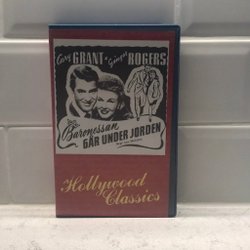 Cary GRANT Ginger ROGERS
Baronessan
GÅR UNDER JORDEN
Hollywood
Classics